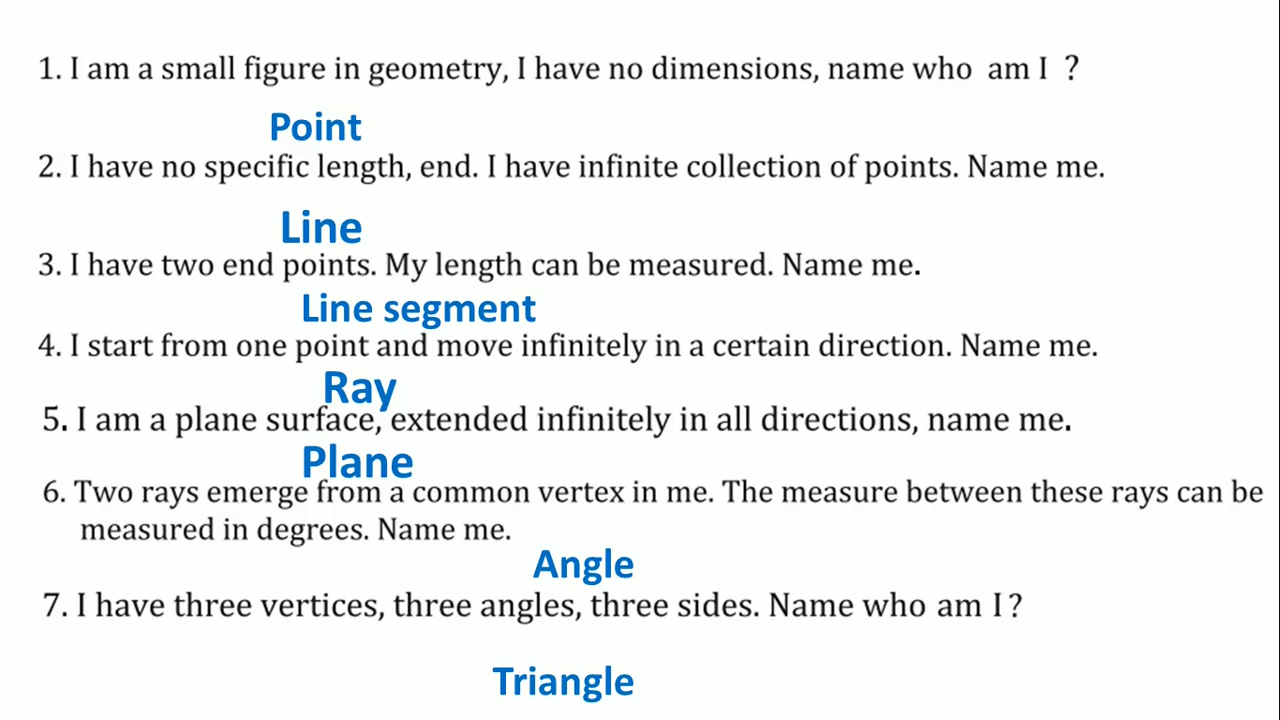 1. I am a small figure in geometry, I have no dimensions, name who am I ?
Point
2. I have no specific length, end. I have infinite collection of points. Name me.
Line
3. I have two end points. My length can be measured. Name me.
Line segment
4. I start from one point and move infinitely in a certain direction. Name me.
Ray
5. I am a plane surface, extended infinitely in all directions, name me.
Plane
6. Two rays emerge from a common vertex in me. The measure between these rays can be
measured in degrees. Name me.
Angle
7. I have three vertices, three angles, three sides. Name who am I?
Triangle